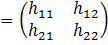 = ( h₁₁ h₁₂
h₂₁ h₂₂ )